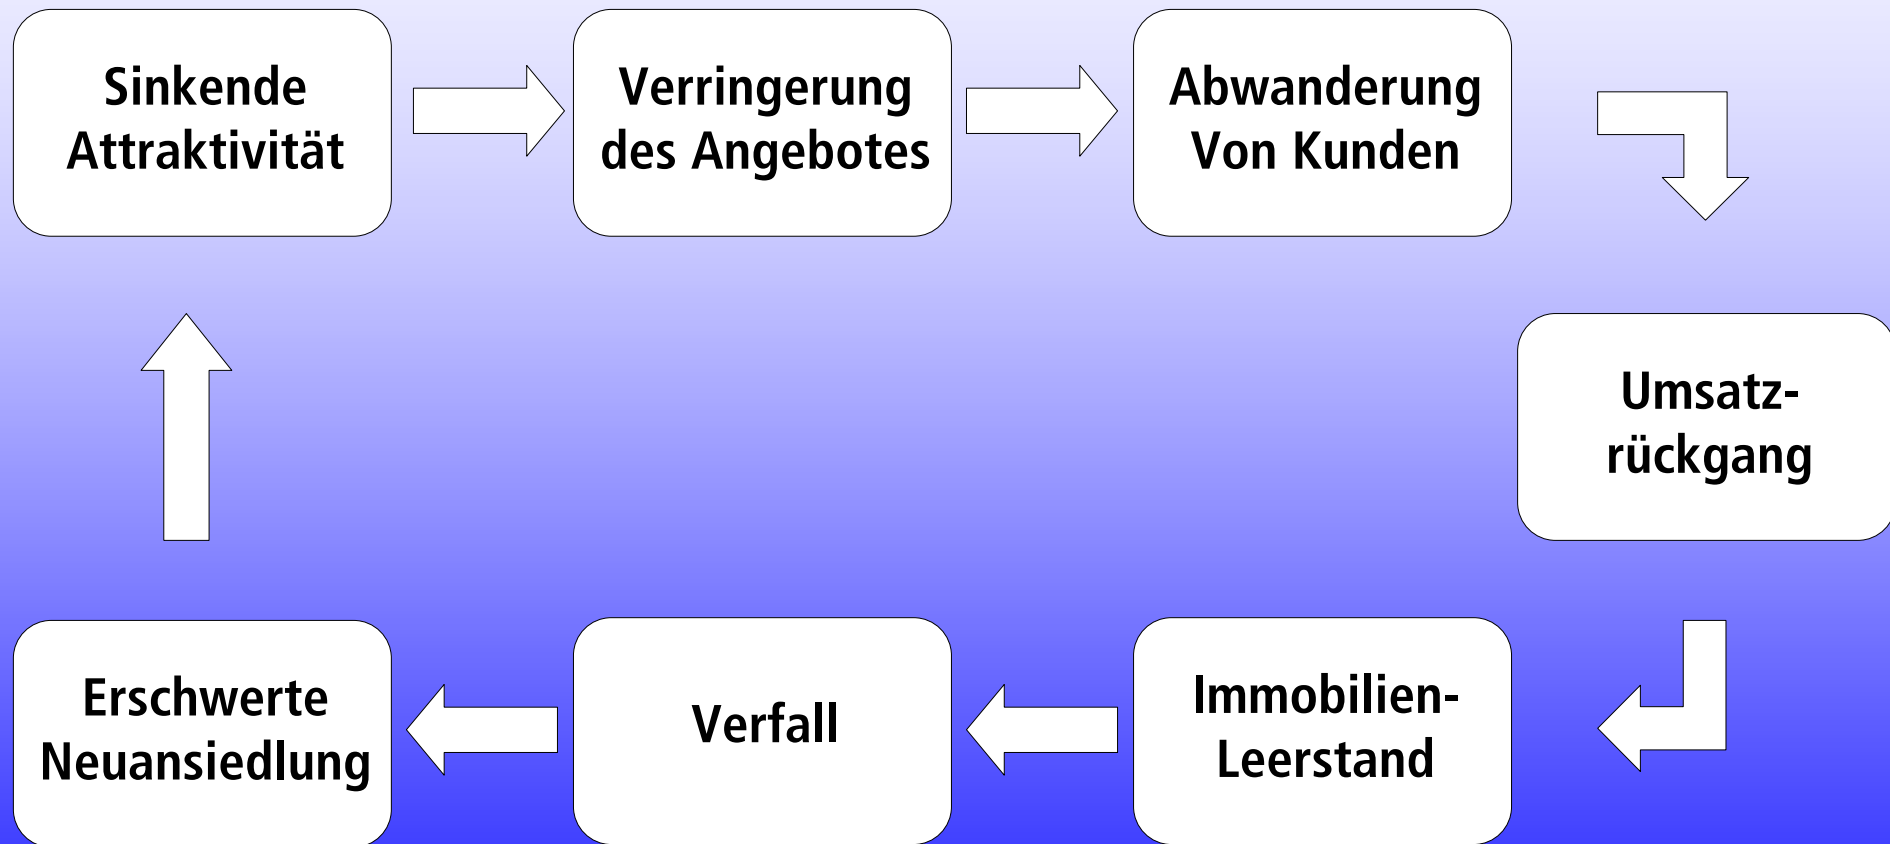 Sinkende
Attraktivität
Verringerung
des Angebotes
Abwanderung
Von Kunden
Umsatz-
rückgang
Immobilien-
Leerstand
Verfall
Erschwerte
Neuansiedlung